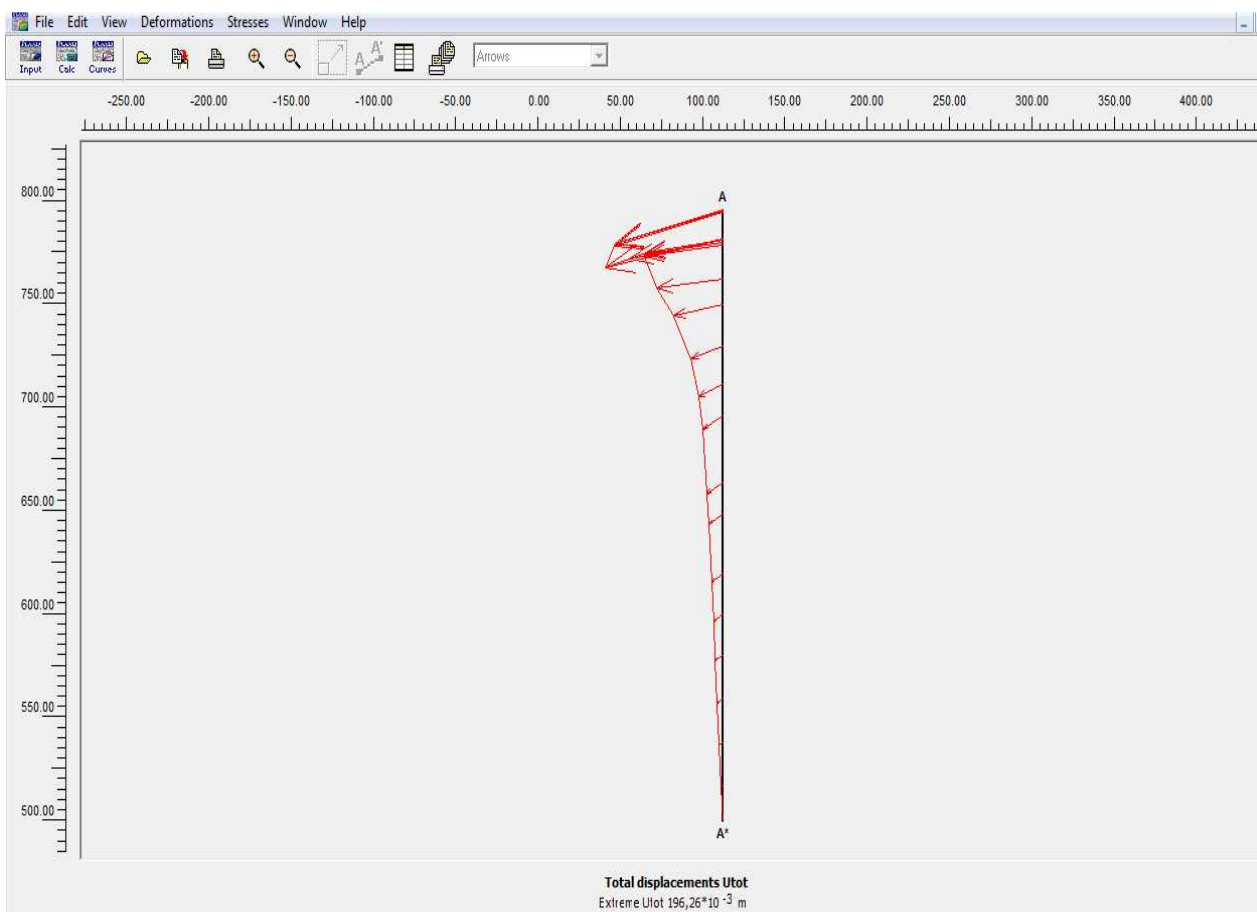 File Edit View Deformations Stresses Window Help
Input Calc Curves A A' Arrows
-250.00 -200.00 -150.00 -100.00 -50.00 0.00 50.00 100.00 150.00 200.00 250.00 300.00 350.00 400.00
800.00
A
750.00
700.00
650.00
600.00
550.00
500.00
A*
Total displacements Utot
Extreme Utot 196,26*10 -3 m